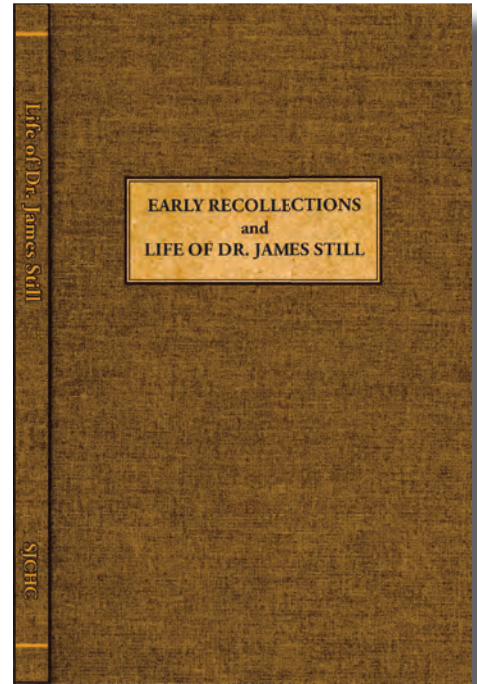 EARLY RECOLLECTIONS
and
LIFE OF DR. JAMES STILL
Life of Dr. James Still
SJCHC